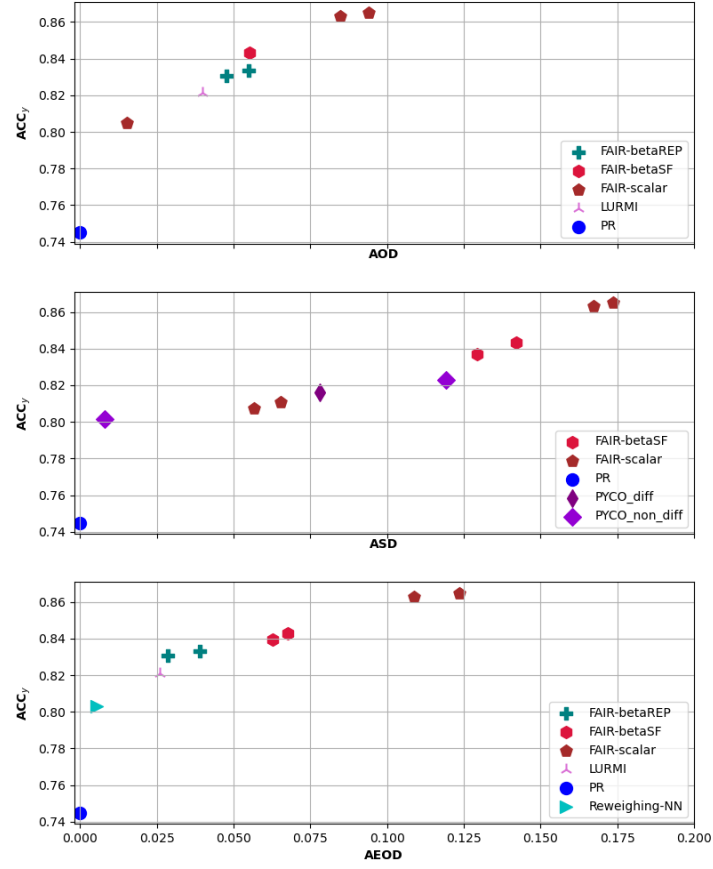 0.86
0.84
0.82
0.80
0.78
0.76
0.74
ACCy
FAIR-betaREP
FAIR-betaSF
FAIR-scalar
LURMI
PR
AOD
0.86
0.84
0.82
0.80
0.78
0.76
0.74
ACCy
FAIR-betaSF
FAIR-scalar
PR
PYCO_diff
PYCO_non_diff
ASD
0.86
0.84
0.82
0.80
0.78
0.76
0.74
ACCy
FAIR-betaREP
FAIR-betaSF
FAIR-scalar
LURMI
PR
Reweighing-NN
0.000 0.025 0.050 0.075 0.100 0.125 0.150 0.175 0.200
AEOD